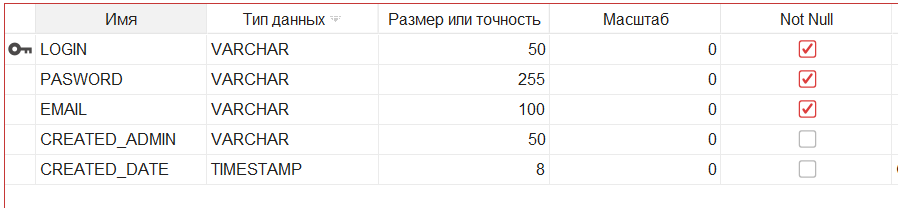 Имя Тип данных Размер или точность Масштаб Not Null
LOGIN VARCHAR 50 0
PASWORD VARCHAR 255 0
EMAIL VARCHAR 100 0
CREATED_ADMIN VARCHAR 50 0
CREATED_DATE TIMESTAMP 8 0